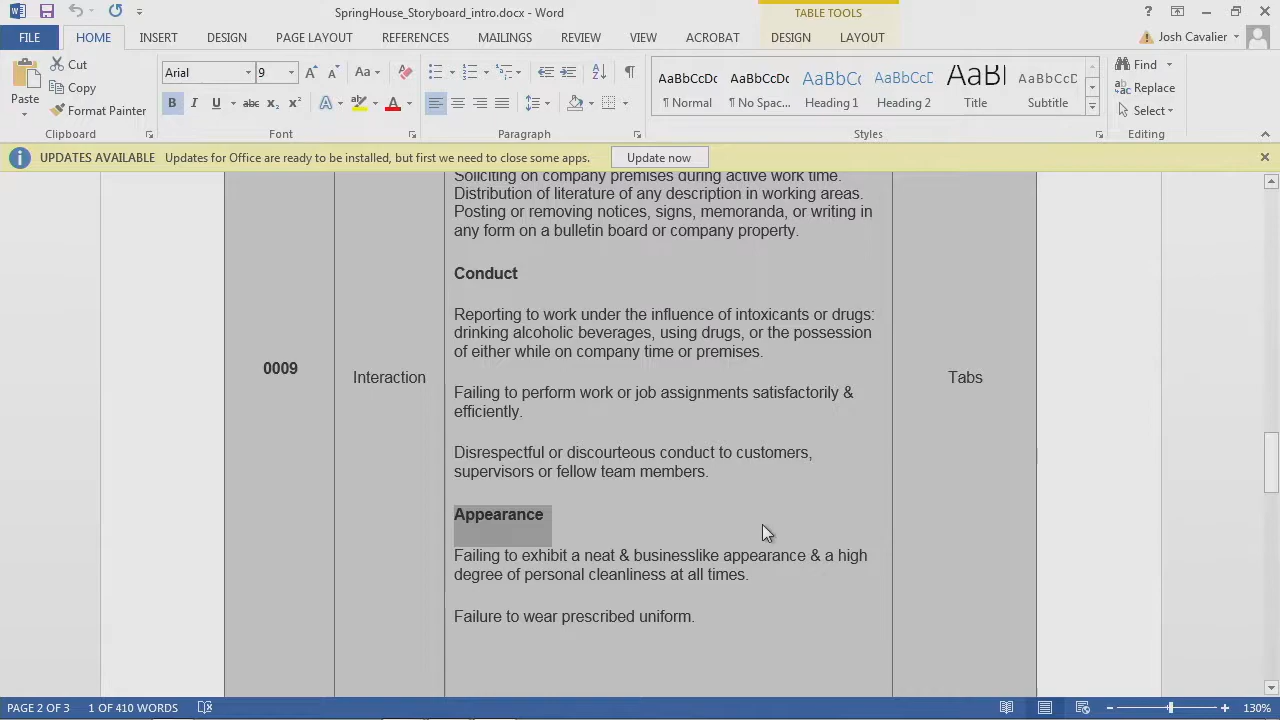 SpringHouse_Storyboard_intro.docx - Word
TABLE TOOLS
FILE
HOME
INSERT
DESIGN
PAGE LAYOUT
REFERENCES
MAILINGS
REVIEW
VIEW
ACROBAT
DESIGN
LAYOUT
Josh Cavalier
Paste
Cut
Copy
Format Painter
Clipboard
Arial
9
Font
Paragraph
AaBbCcDc
¶ Normal
AaBbCcDc
¶ No Spac...
AaBbCc
Heading 1
AaBbCcD
Heading 2
AaBl
Title
AaBbCcD
Subtitle
Styles
Find
Replace
Select
Editing
UPDATES AVAILABLE Updates for Office are ready to be installed, but first we need to close some apps. Update now
Soliciting on company premises during active work time.
Distribution of literature of any description in working areas.
Posting or removing notices, signs, memoranda, or writing in
any form on a bulletin board or company property.
Conduct
Reporting to work under the influence of intoxicants or drugs:
drinking alcoholic beverages, using drugs, or the possession
of either while on company time or premises.
0009
Interaction
Tabs
Failing to perform work or job assignments satisfactorily &
efficiently.
Disrespectful or discourteous conduct to customers,
supervisors or fellow team members.
Appearance
Failing to exhibit a neat & businesslike appearance & a high
degree of personal cleanliness at all times.
Failure to wear prescribed uniform.
PAGE 2 OF 3
1 OF 410 WORDS
130%